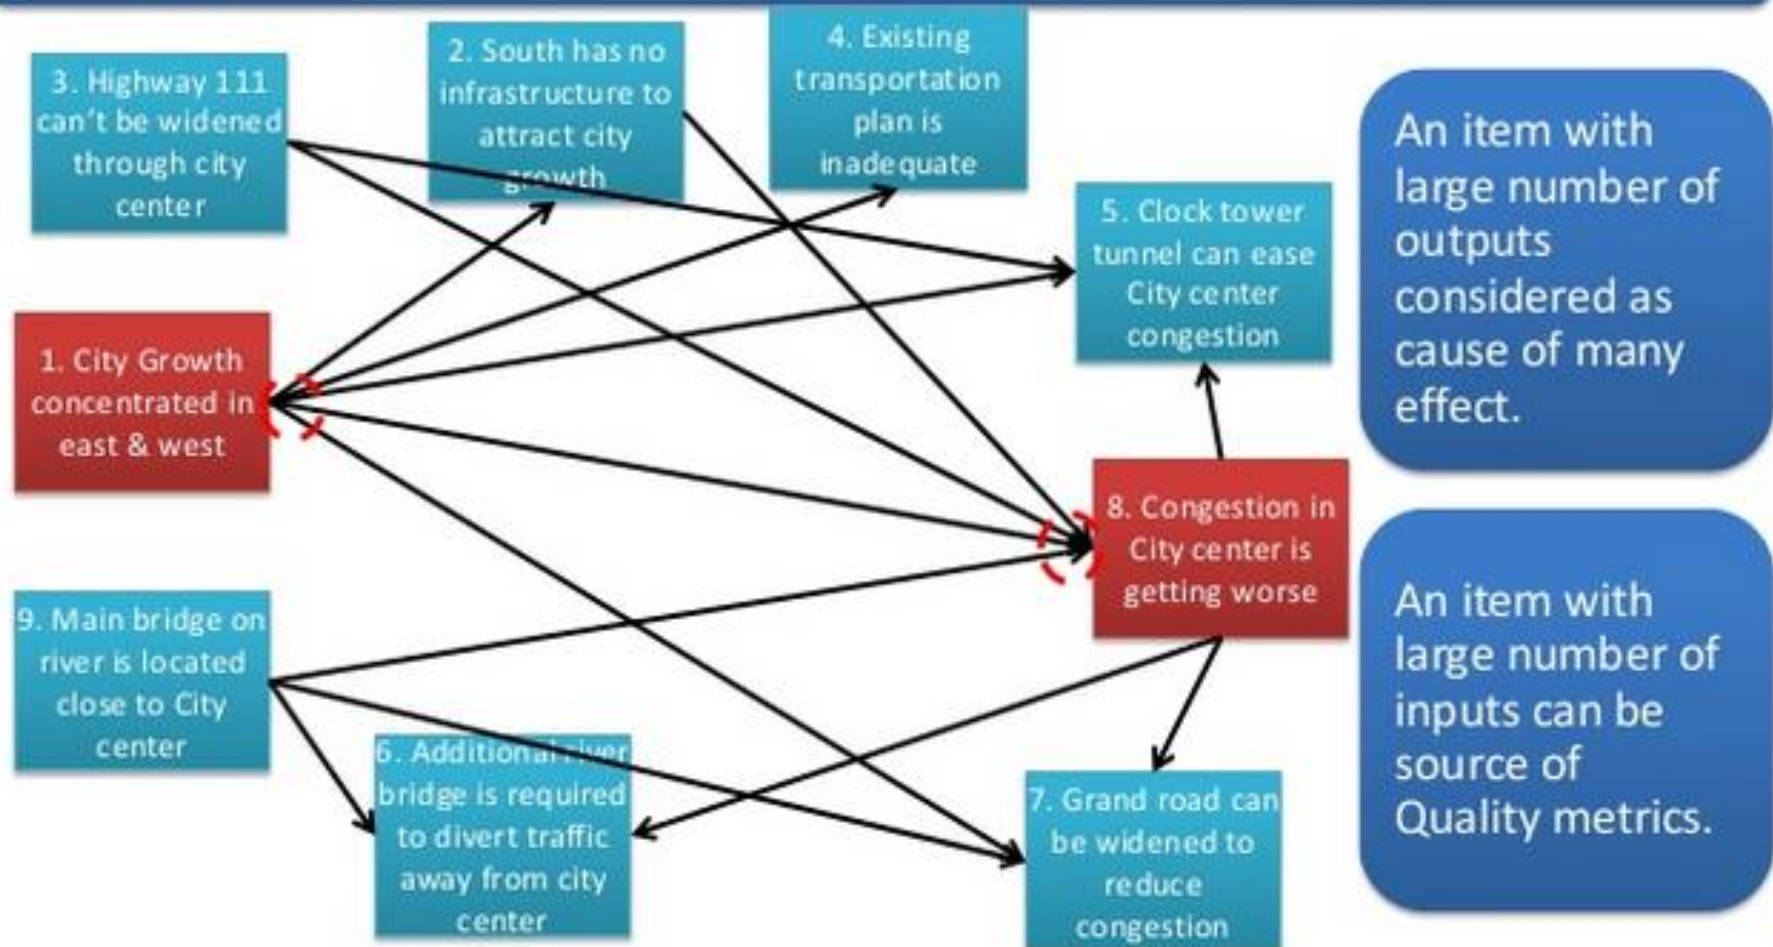 3. Highway 111
can't be widened
through city
center
2. South has no
infrastructure to
attract city
growth
4. Existing
transportation
plan is
inadequate
5. Clock tower
tunnel can ease
City center
congestion
An item with
large number of
outputs
considered as
cause of many
effect.
1. City Growth
concentrated in
east & west
8. Congestion in
City center is
getting worse
9. Main bridge on
river is located
close to City
center
6. Additional river
bridge is required
to divert traffic
away from city
center
7. Grand road can
be widened to
reduce
congestion
An item with
large number of
inputs can be
source of
Quality metrics.